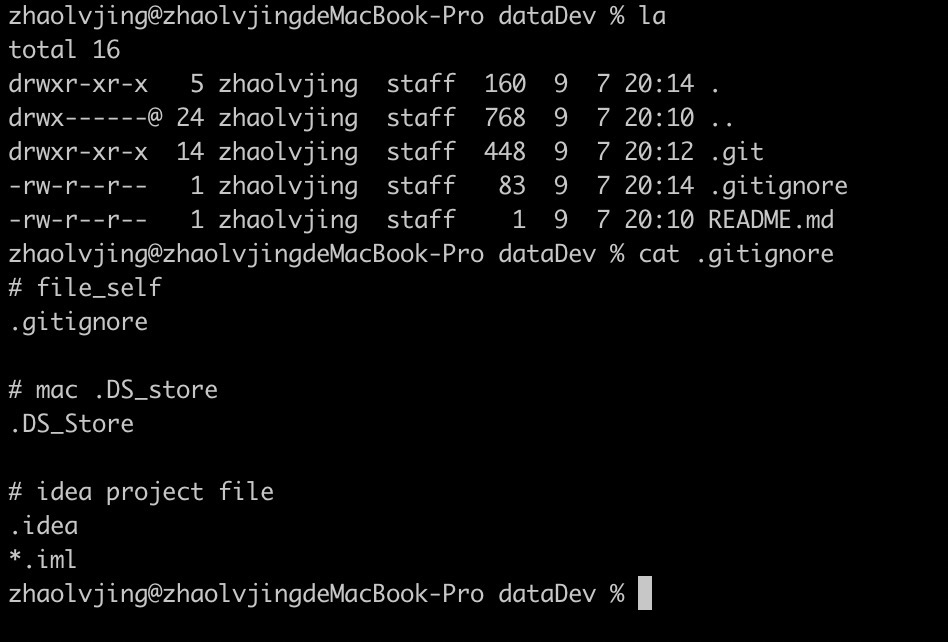 zhaolvjing@zhaolvjingdeMacBook-Pro dataDev % la
total 16
drwxr-xr-x   5 zhaolvjing  staff  160  9  7 20:14 .
drwx------@ 24 zhaolvjing  staff  768  9  7 20:10 ..
drwxr-xr-x  14 zhaolvjing  staff  448  9  7 20:12 .git
-rw-r--r--   1 zhaolvjing  staff   83  9  7 20:14 .gitignore
-rw-r--r--   1 zhaolvjing  staff    1  9  7 20:10 README.md
zhaolvjing@zhaolvjingdeMacBook-Pro dataDev % cat .gitignore
# file_self
.gitignore

# mac .DS_store
.DS_Store

# idea project file
.idea
*.iml
zhaolvjing@zhaolvjingdeMacBook-Pro dataDev %